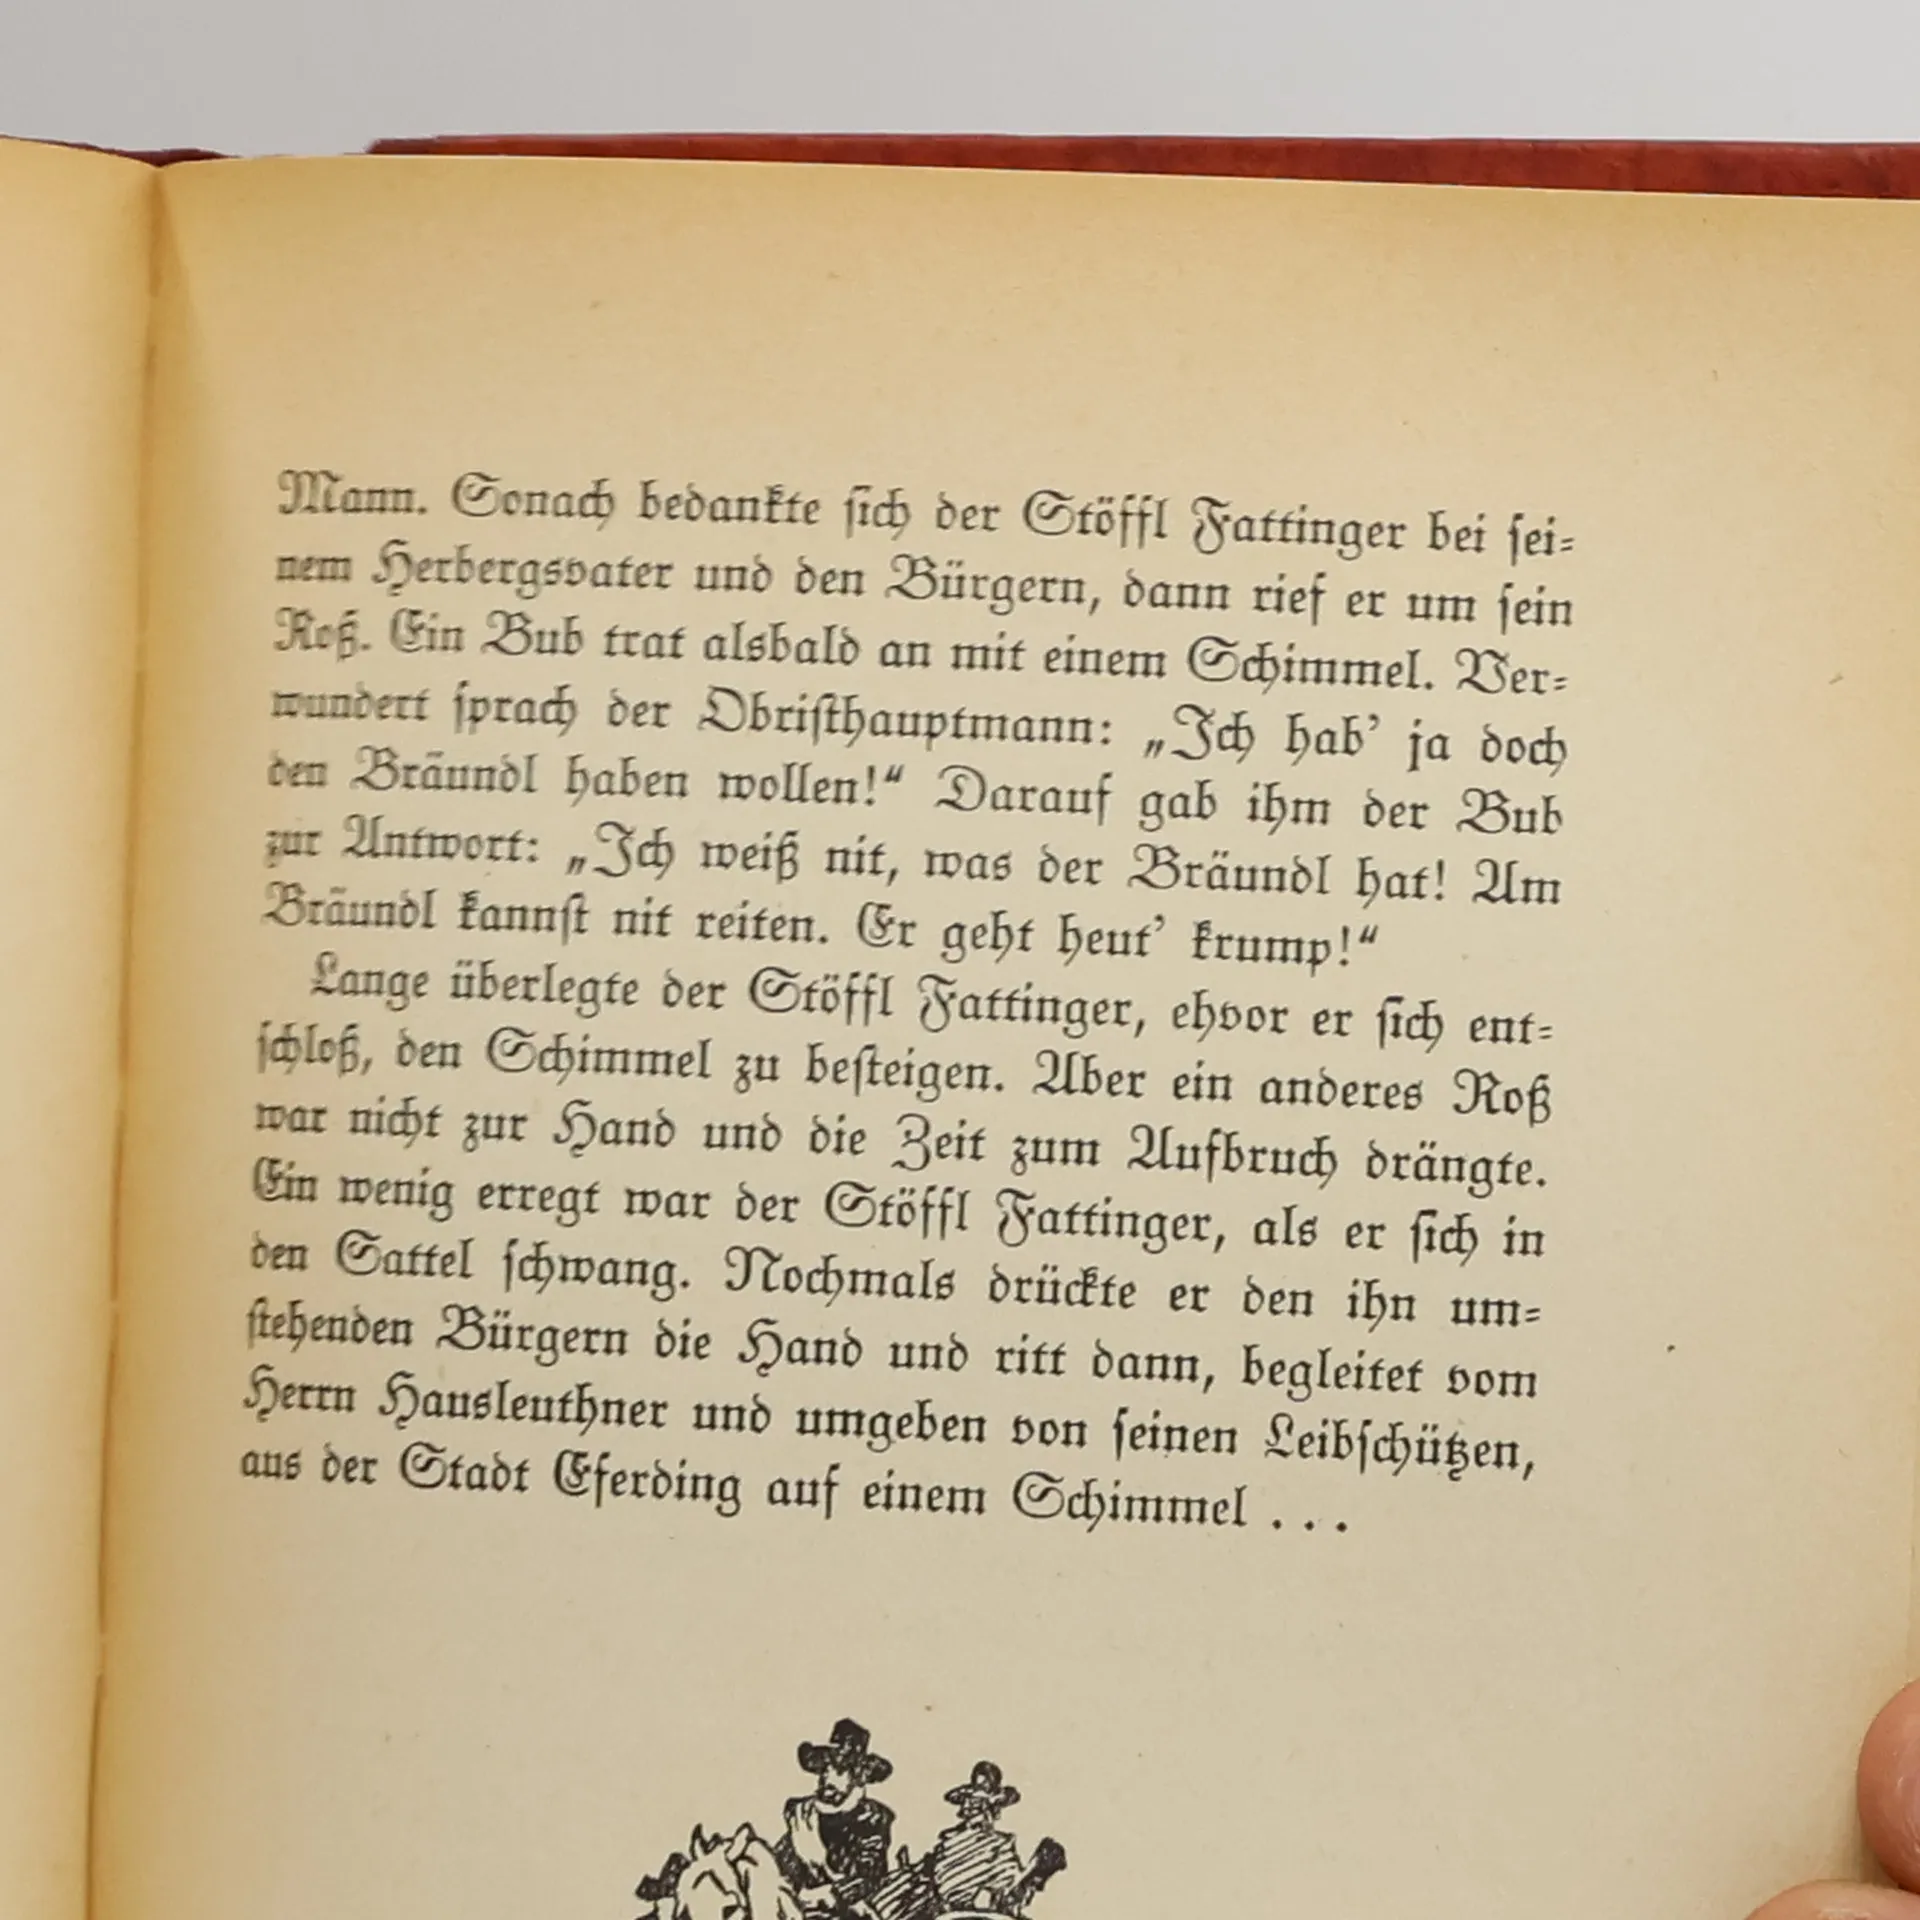 Mann. Sonach bedankte sich der Stöffl Fattinger bei sei-
nem Herbergsvater und den Bürgern, dann rief er um sein
Roß. Ein Bub trat alsbald an mit einem Schimmel. Ver-
wundert sprach der Obristhauptmann: „Ich hab’ ja doch
den Bräundl haben wollen!“ Darauf gab ihm der Bub
zur Antwort: „Ich weiß nit, was der Bräundl hat! Am
Bräundl kannst nit reiten. Er geht heut’ krump!“
Lange überlegte der Stöffl Fattinger, ehvor er sich ent-
schloß, den Schimmel zu besteigen. Aber ein anderes Roß
war nicht zur Hand und die Zeit zum Aufbruch drängte.
Ein wenig erregt war der Stöffl Fattinger, als er sich in
den Sattel schwang. Nochmals drückte er den ihn um-
stehenden Bürgern die Hand und ritt dann, begleitet vom
Herrn Hausleuthner und umgeben von seinen Leibschützen,
aus der Stadt Eferding auf einem Schimmel . . .